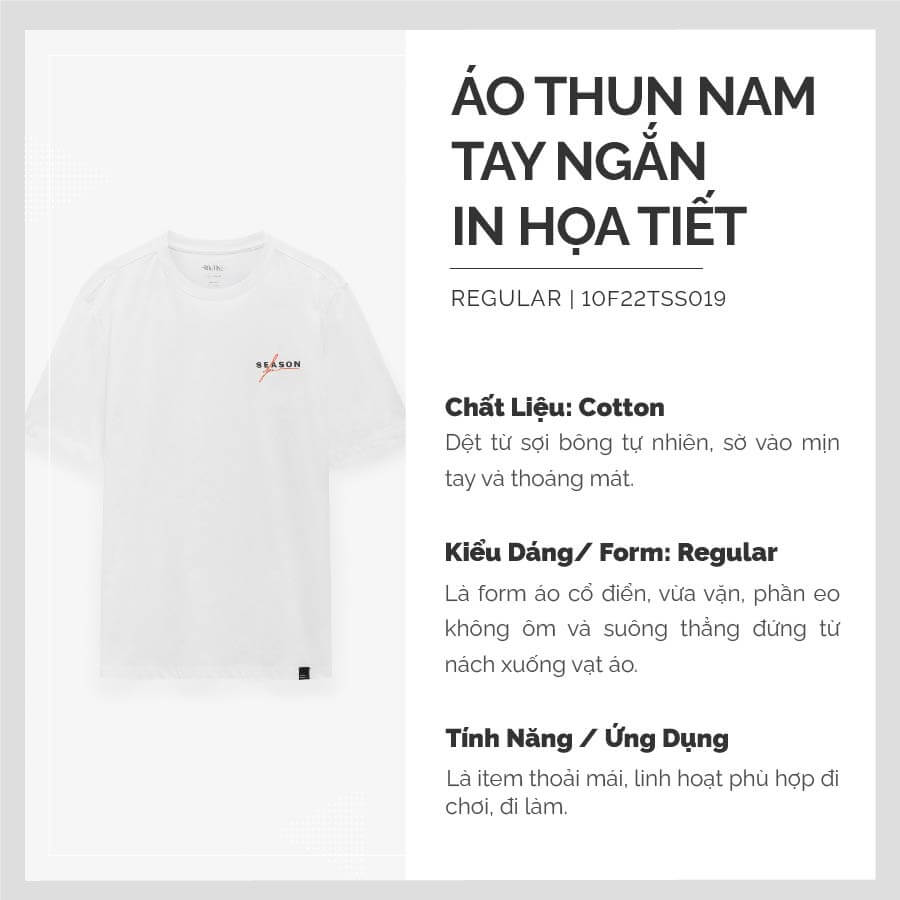 ÁO THUN NAM
TAY NGẮN
IN HỌA TIẾT
REGULAR | 10F22TSS019
SEASON
Chất Liệu: Cotton
Dệt từ sợi bông tự nhiên, sờ vào mịn
tay và thoáng mát.
Kiểu Dáng/ Form: Regular
Là form áo cổ điển, vừa vặn, phần eo
không ôm và suông thẳng đứng từ
nách xuống vạt áo.
Tính Năng / Ứng Dụng
Là item thoải mái, linh hoạt phù hợp đi
chơi, đi làm.